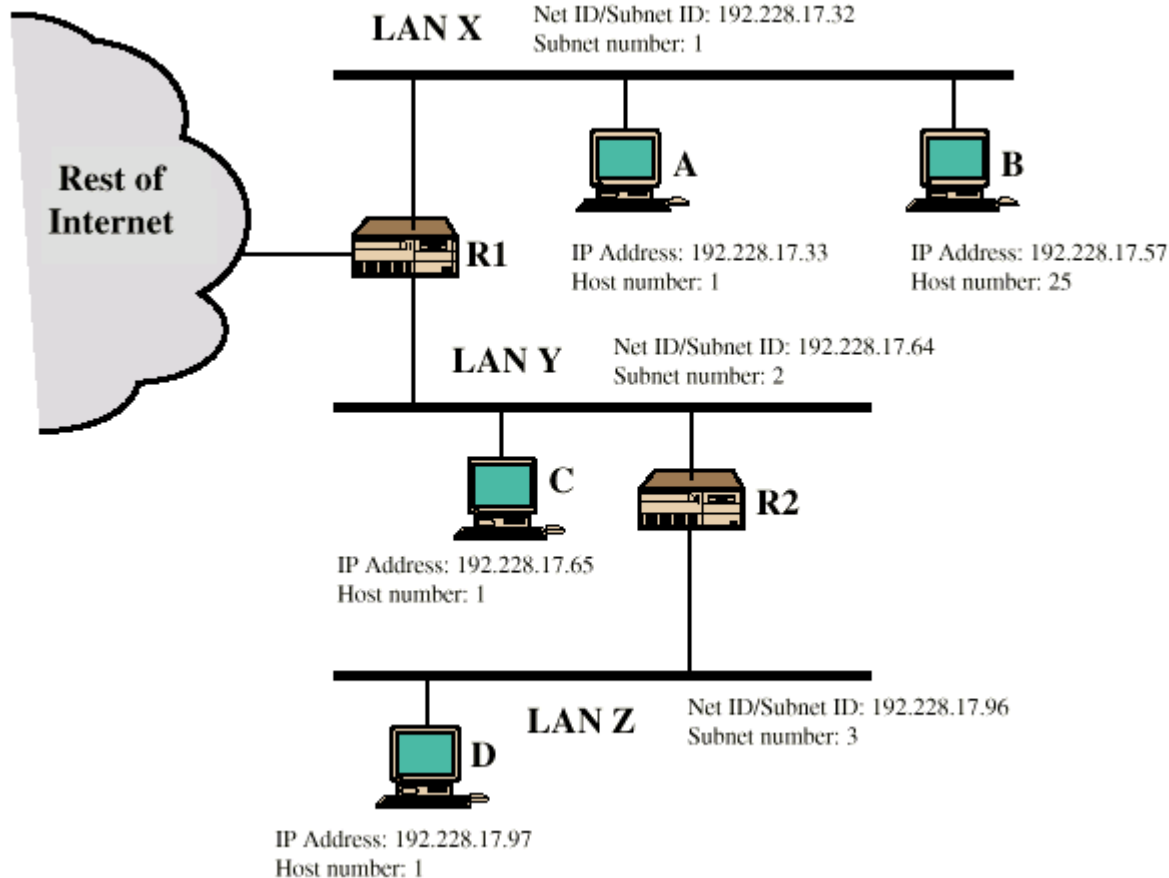 LAN X
Net ID/Subnet ID: 192.228.17.32
Subnet number: 1
Rest of
Internet
A
B
R1
IP Address: 192.228.17.33
Host number: 1
IP Address: 192.228.17.57
Host number: 25
LAN Y
Net ID/Subnet ID: 192.228.17.64
Subnet number: 2
C
R2
IP Address: 192.228.17.65
Host number: 1
LAN Z
Net ID/Subnet ID: 192.228.17.96
Subnet number: 3
D
IP Address: 192.228.17.97
Host number: 1